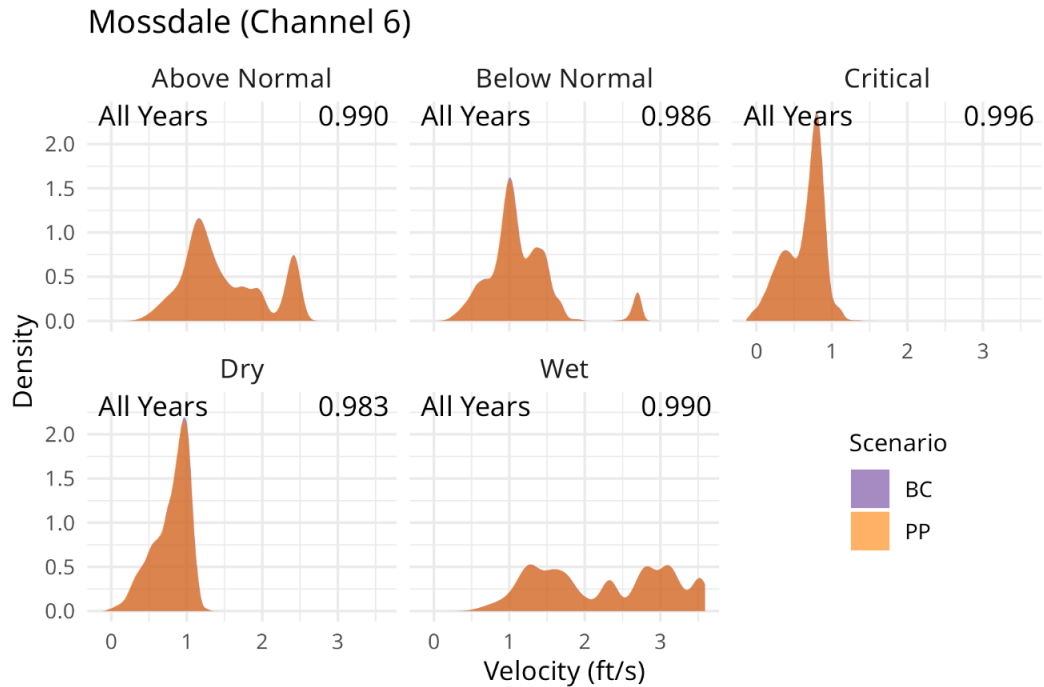 Mossdale (Channel 6)
Above Normal
Below Normal
Critical
All Years 0.990
All Years 0.986
All Years 0.996
2.0
1.5
1.0
0.5
0.0
0 1 2 3
Density
Dry
Wet
All Years 0.983
All Years 0.990
2.0
1.5
1.0
0.5
0.0
0 1 2 3
0 1 2 3
Velocity (ft/s)
Scenario
BC
PP